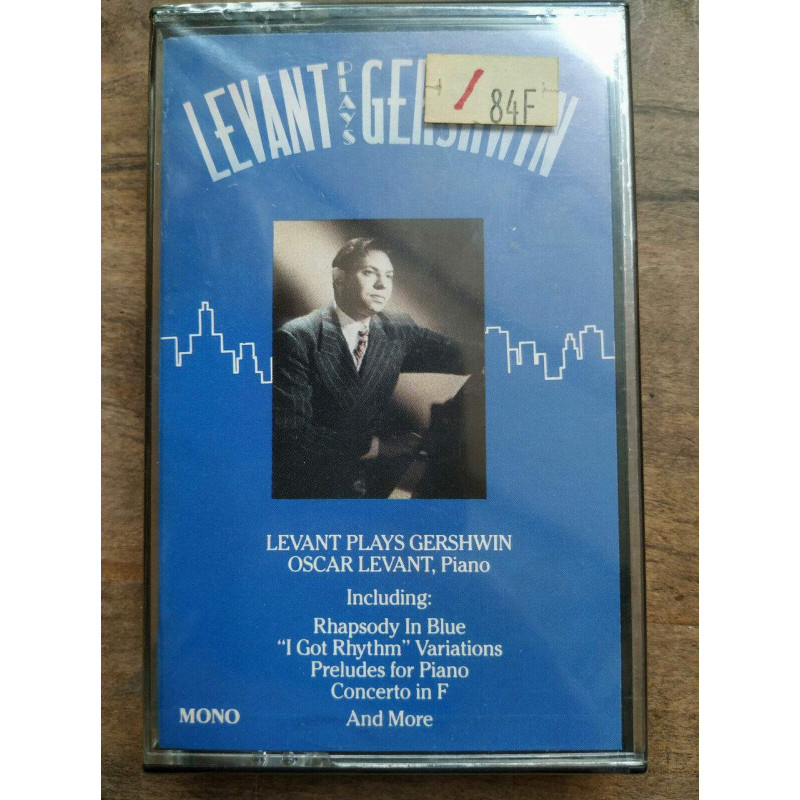 LEVANT PLAYS GERSHWIN
/ 84F
LEVANT PLAYS GERSHWIN
OSCAR LEVANT, Piano
Including:
Rhapsody In Blue
“I Got Rhythm” Variations
Preludes for Piano
Concerto in F
And More
MONO